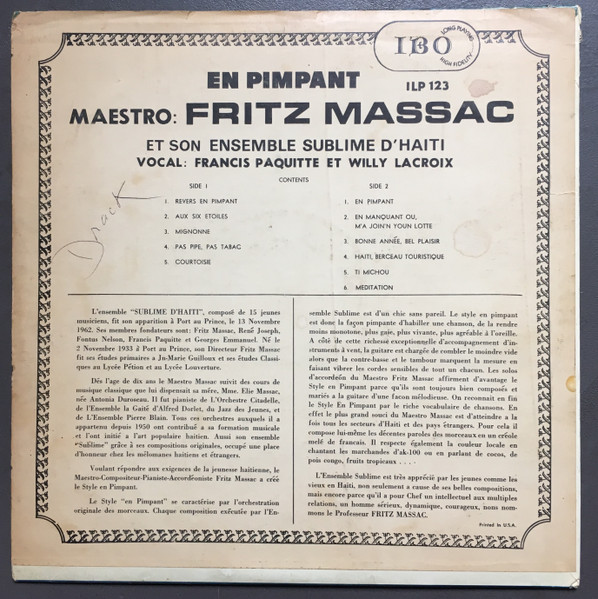 IBO
LONG PLAYING
HIGH FIDELITY
EN PIMPANT
ILP 123
MAESTRO: FRITZ MASSAC
ET SON ENSEMBLE SUBLIME D'HAITI
VOCAL: FRANCIS PAQUITTE ET WILLY LACROIX
CONTENTS
SIDE 1
1. REVERS EN PIMPANT
2. AUX SIX ETOILES
3. MIGNONNE
4. PAS PIPE, PAS TABAC
5. COURTOISIE
SIDE 2
1. EN PIMPANT
2. EN MANQUANT OU,
M'A JOIN'N YOUN LOTTE
3. BONNE ANNÉE, BEL PLAISIR
4. HAITI, BERCEAU TOURISTIQUE
5. TI MICHOU
6. MEDITATION
L'ensemble "SUBLIME D'HAITI", composé de 15 jeunes
musiciens, fit son apparition à Port au Prince, le 13 Novembre
1962. Ses membres fondateurs sont: Fritz Massac, René Joseph,
Fontus Nelson, Francis Paquitte et Georges Emmanuel. Né le
2 Novembre 1933 à Port au Prince, son Directeur Fritz Massac
fit ses études primaires a Jn-Marie Guilloux et ses études Classi-
ques au Lycée Pétion et au Lycée Louverture.
Dés l'age de dix ans le Maestro Massac suivit des cours de
musique classique que lui dispensait sa mére, Mme. Elie Massac,
née Antonia Duroseau. Il fut pianiste de L'Orchestre Citadelle,
de L'Ensemble la Gaité d'Alfred Dorlet, du Jazz des Jeunes, et
de L'Ensemble Pierre Blain. Tous ces orchestres auxquels il a
appartenu depuis 1950 ont contribué a sa formation musicale
et l'ont initié a l'art populaire haitien. Aussi son ensemble
"Sublime" grâce à ses compositions originales, occupe une place
d'honneur chez les mélomanes haitiens et étrangers.
Voulant répondre aux exigences de la jeunesse haitienne, le
Maestro-Compositeur-Pianiste-Accordéoniste Fritz Massac a créé
le Style en Pimpant.
Le Style "en Pimpant" se caractérise par l'orchestration
originale des morceaux. Chaque composition exécutée par l'En-
semble Sublime est d'un chic sans pareil. Le style en pimpant
est donc la façon pimpante d'habiller une chanson, de la rendre
moins monotone, plus gaie, plus vivante, plus agréable à l'oreille.
A côté de cette richesse exceptionnelle d'accompagnement d'in-
struments à vent, la guitare est chargée de combler le moindre vide
alors que la contre-basse et le tambour marquent la mesure en
faisant vibrer les cordes sensibles de tout un chacun. Les solos
d'accordéon du Maestro Fritz Massac affirment d'avantage le
Style en Pimpant parce qu'ils sont toujours bien composés et
mariés a la guitare d'une facon mélodieuse. On reconnait en fin
le Style En Pimpant par le riche vocabulaire de chansons. En
effet le plus grand souci du Maestro Massac est d'atteindre a la
fois tous les secteurs d'Haiti et des pays étrangers. Pour cela il
compose lui-même les décentes paroles des morceaux en un créole
melé de francais. Il respecte également la couleur locale en
chantant les marchandes d'ak-100 ou en parlant de cocos, de
pois congo, fruits tropicaux . . . .
L'Ensemble Sublime est très apprécié par les jeunes comme les
vieux en Haiti, non seulement a cause de ses belles compositions,
mais encore parce qu'il a pour Chef un intellectuel aux multiples
relations, un homme sérieux, dynamique, courageux, nous nom-
mons le Professeur FRITZ MASSAC.
Printed in U.S.A.